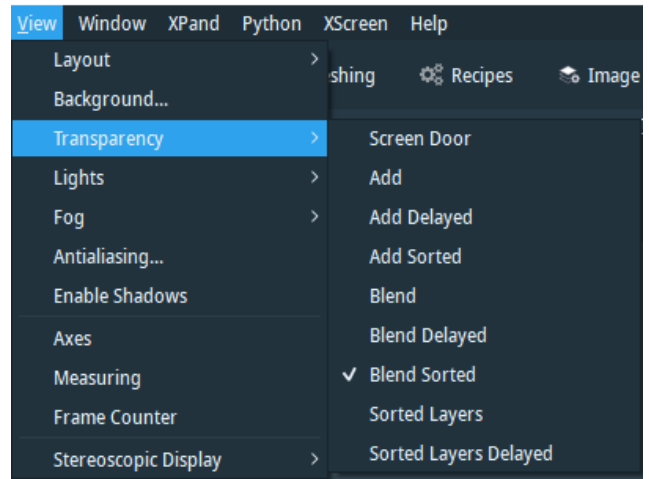 View Window XPand Python XScreen Help
Layout
shing Recipes Image
Background...
Transparency
Screen Door
Lights
Add
Fog
Add Delayed
Antialiasing...
Add Sorted
Enable Shadows
Blend
Axes
Blend Delayed
Measuring
Blend Sorted
Frame Counter
Sorted Layers
Stereoscopic Display
Sorted Layers Delayed